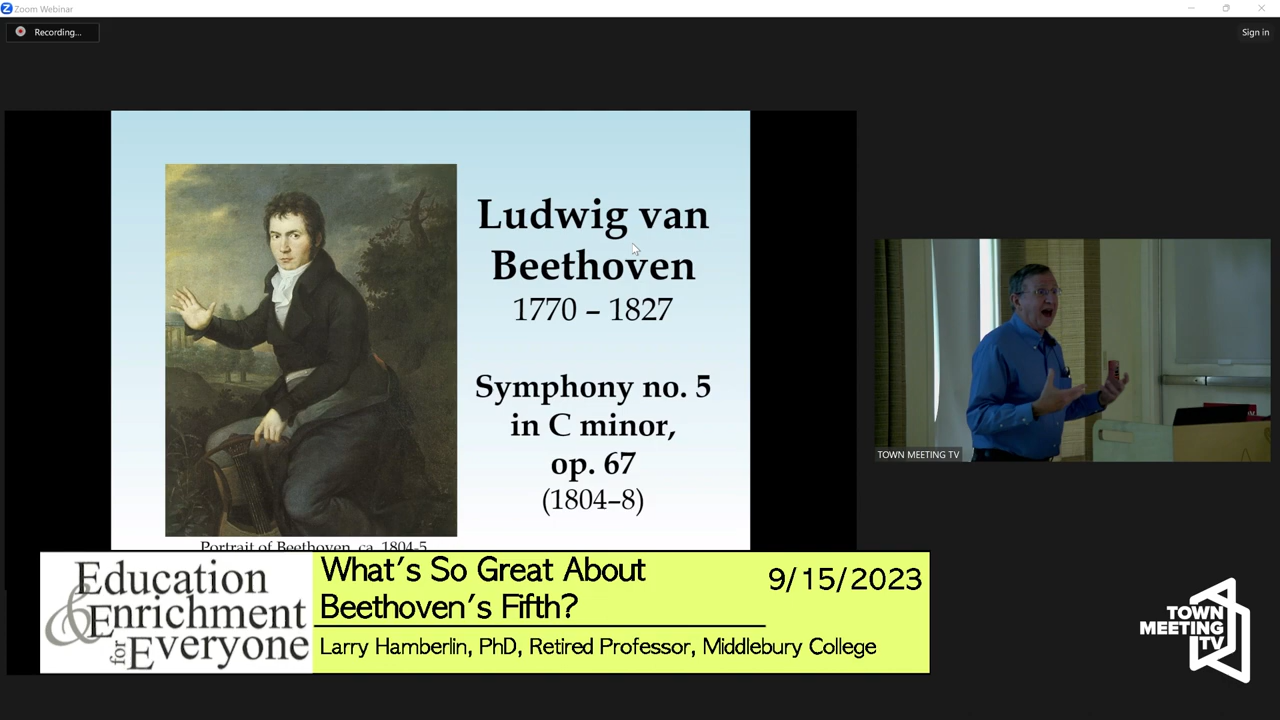 Zoom Webinar
Recording...
Sign in
Ludwig van
Beethoven
1770 – 1827
Symphony no. 5
in C minor,
op. 67
(1804–8)
Portrait of Beethoven, ca. 1804-5
TOWN MEETING TV
Education
& Enrichment
for Everyone
What's So Great About
Beethoven's Fifth?
9/15/2023
Larry Hamberlin, PhD, Retired Professor, Middlebury College
TOWN
MEETING
TV